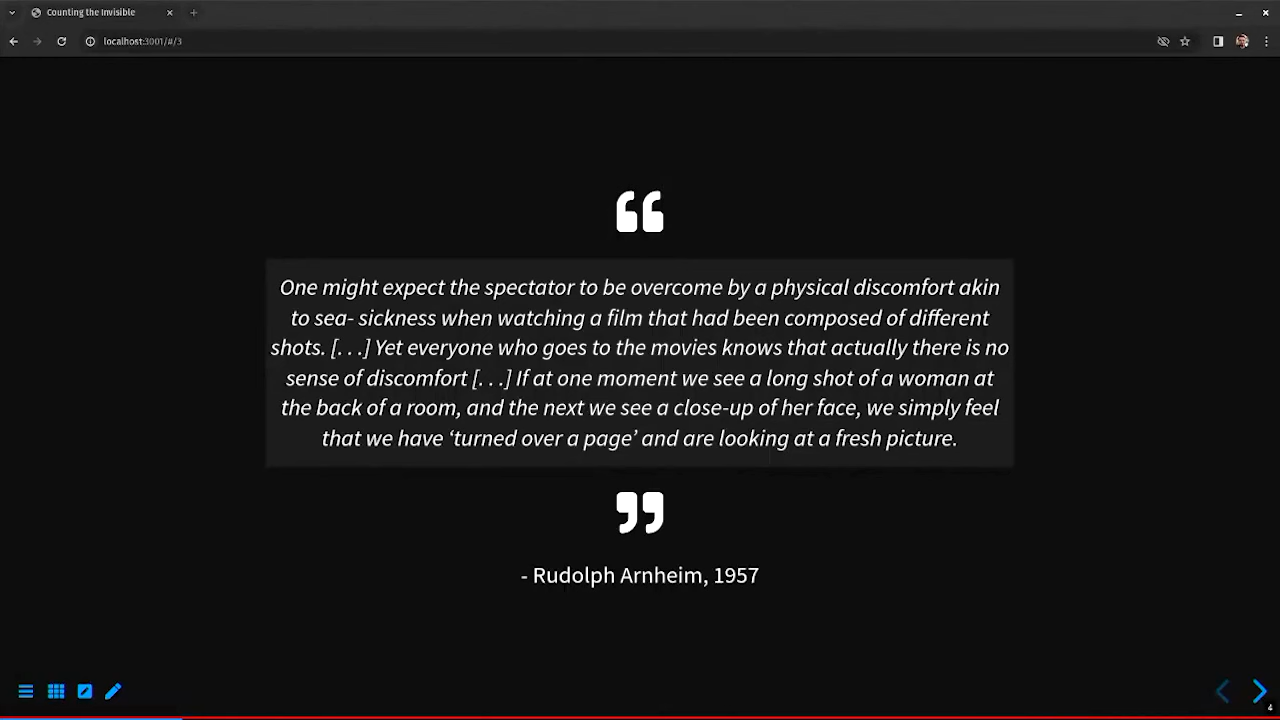 Counting the Invisible
localhost:3001/#/3
“
One might expect the spectator to be overcome by a physical discomfort akin
to sea- sickness when watching a film that had been composed of different
shots. [. . .] Yet everyone who goes to the movies knows that actually there is no
sense of discomfort [. . .] If at one moment we see a long shot of a woman at
the back of a room, and the next we see a close-up of her face, we simply feel
that we have ‘turned over a page’ and are looking at a fresh picture.
”
- Rudolph Arnheim, 1957
4